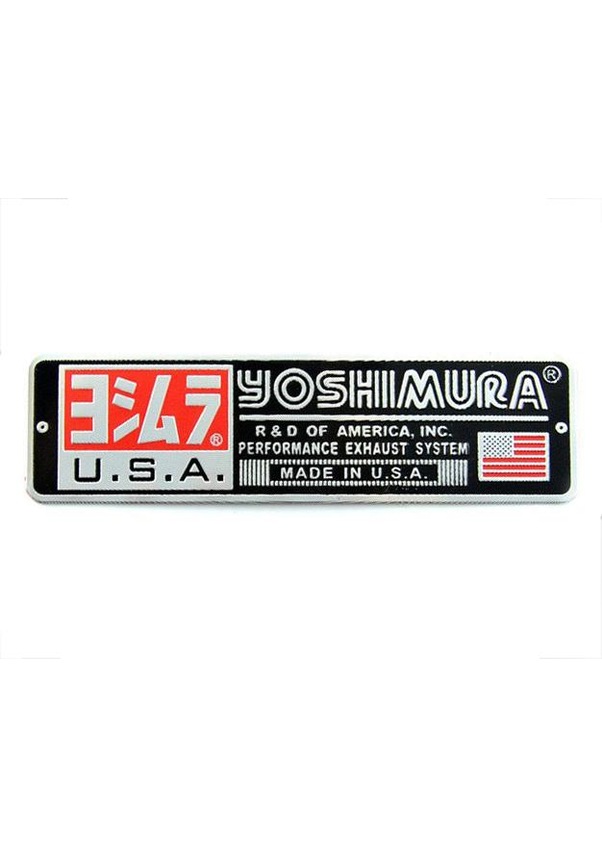 ヨシムラ®
U.S.A.
YOSHIMURA®
R & D OF AMERICA, INC.
PERFORMANCE EXHAUST SYSTEM
MADE IN U.S.A.